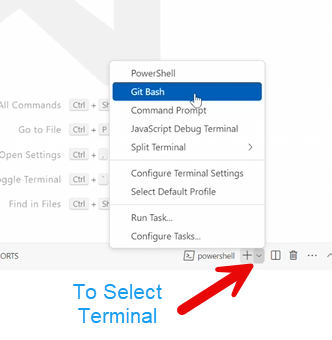 PowerShell
Git Bash
All Commands Ctrl + Sh
Command Prompt
JavaScript Debug Terminal
Go to File Ctrl + P
Split Terminal
Open Settings Ctrl + ,
Configure Terminal Settings
oggle Terminal Ctrl + `
Select Default Profile
Find in Files Ctrl + Sh
Run Task...
Configure Tasks...
ORTS powershell
To Select
Terminal